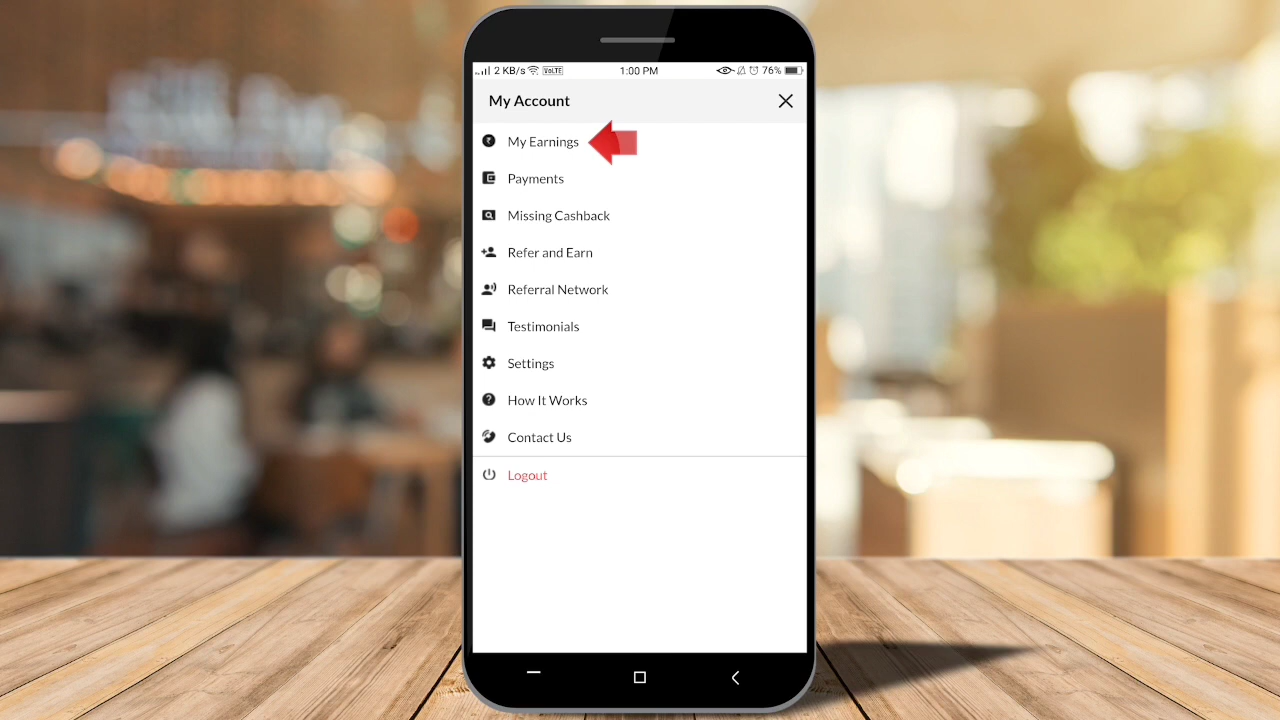 2 KB/s VoLTE 1:00 PM 76%
My Account
My Earnings
Payments
Missing Cashback
Refer and Earn
Referral Network
Testimonials
Settings
How It Works
Contact Us
Logout